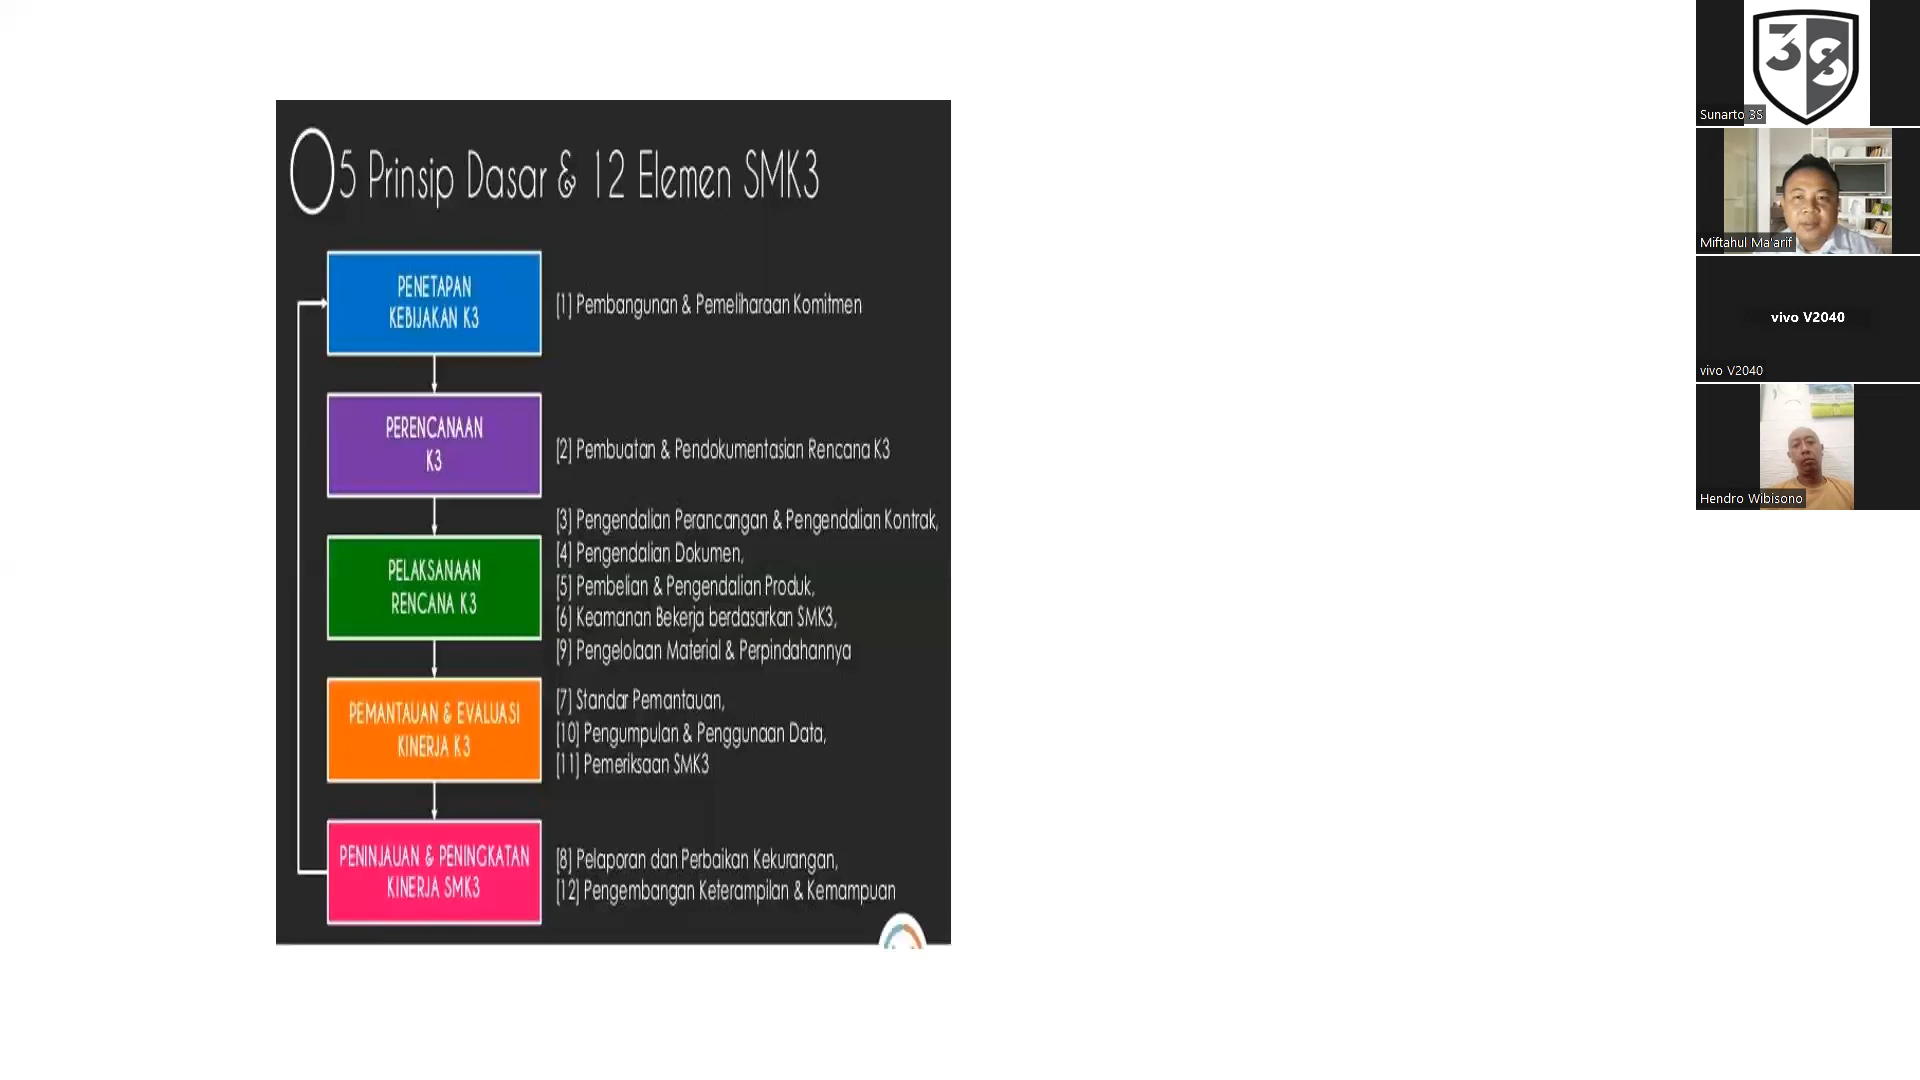 5 Prinsip Dasar & 12 Elemen SMK3
PENETAPAN
KEBIJAKAN K3
[1] Pembangunan & Pemeliharaan Komitmen
PERENCANAAN
K3
[2] Pembuatan & Pendokumentasian Rencana K3
PELAKSANAAN
RENCANA K3
[3] Pengendalian Perancangan & Pengendalian Kontrak,
[4] Pengendalian Dokumen,
[5] Pembelian & Pengendalian Produk,
[6] Keamanan Bekerja berdasarkan SMK3,
[9] Pengelolaan Material & Perpindahannya
PEMANTAUAN & EVALUASI
KINERJA K3
[7] Standar Pemantauan,
[10] Pengumpulan & Penggunaan Data,
[11] Pemeriksaan SMK3
PENINJAUAN & PENINGKATAN
KINERJA SMK3
[8] Pelaporan dan Perbaikan Kekurangan,
[12] Pengembangan Keterampilan & Kemampuan
3S
Sunarto 3S
Miftahul Ma'arif
vivo V2040
vivo V2040
Hendro Wibisono